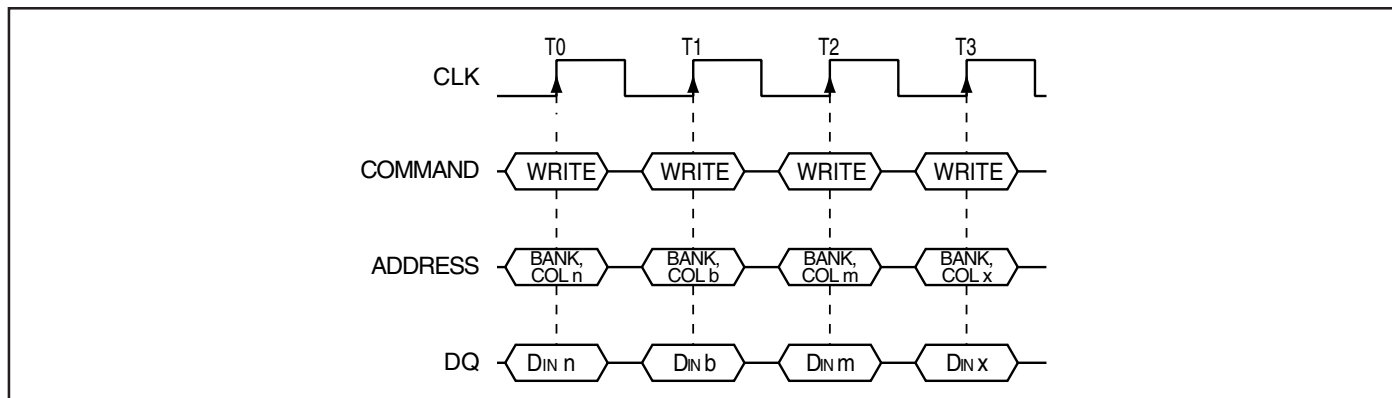 T0 T1 T2 T3
CLK
COMMAND WRITE WRITE WRITE WRITE
ADDRESS BANK, COL n BANK, COL b BANK, COL m BANK, COL x
DQ DIN n DIN b DIN m DIN x